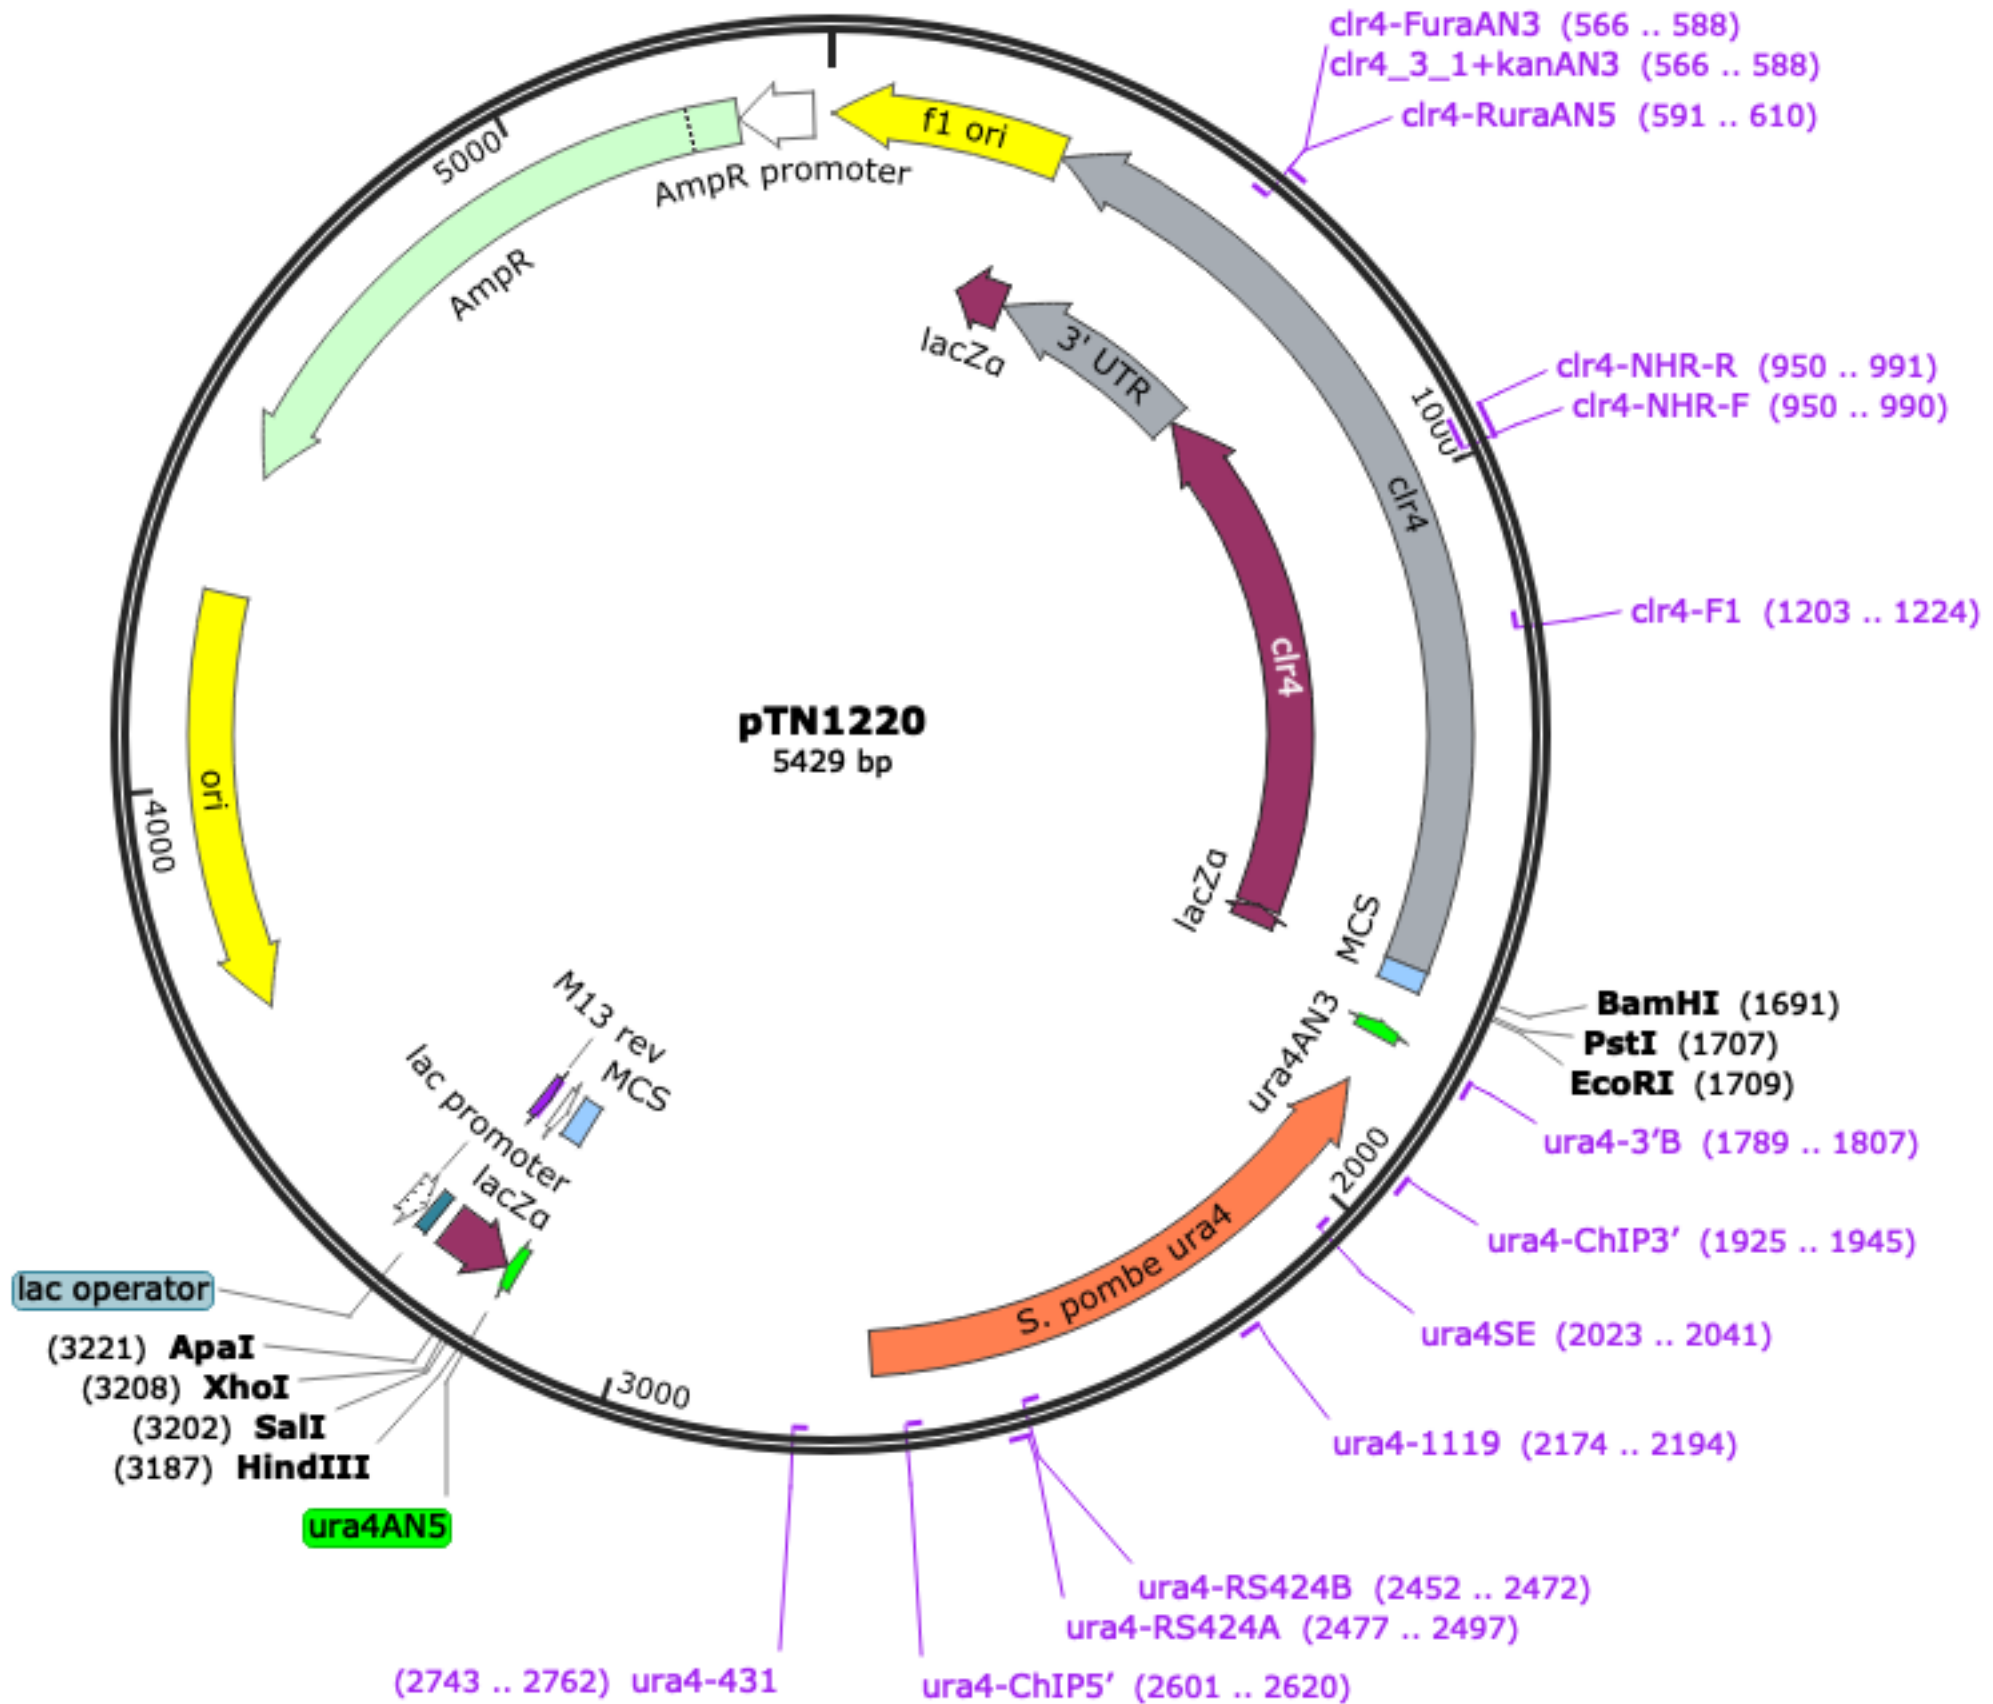 clr4-FuraAN3 (566 .. 588)
clr4_3_1+kanAN3 (566 .. 588)
clr4-RuraAN5 (591 .. 610)
f1 ori
AmpR promoter
5000
AmpR
lacZα
3' UTR
clr4-NHR-R (950 .. 991)
clr4-NHR-F (950 .. 990)
1000
clr4
clr4-F1 (1203 .. 1224)
clr4
pTN1220
5429 bp
ori
4000
lacZα
MCS
BamHI (1691)
PstI (1707)
EcoRI (1709)
ura4AN3
M13 rev
MCS
lac promoter
lacZα
2000
ura4-3′B (1789 .. 1807)
ura4-ChIP3′ (1925 .. 1945)
S. pombe ura4
lac operator
ura4SE (2023 .. 2041)
(3221) ApaI
(3208) XhoI
(3202) SalI
(3187) HindIII
3000
ura4-1119 (2174 .. 2194)
ura4AN5
ura4-RS424B (2452 .. 2472)
ura4-RS424A (2477 .. 2497)
(2743 .. 2762) ura4-431
ura4-ChIP5′ (2601 .. 2620)